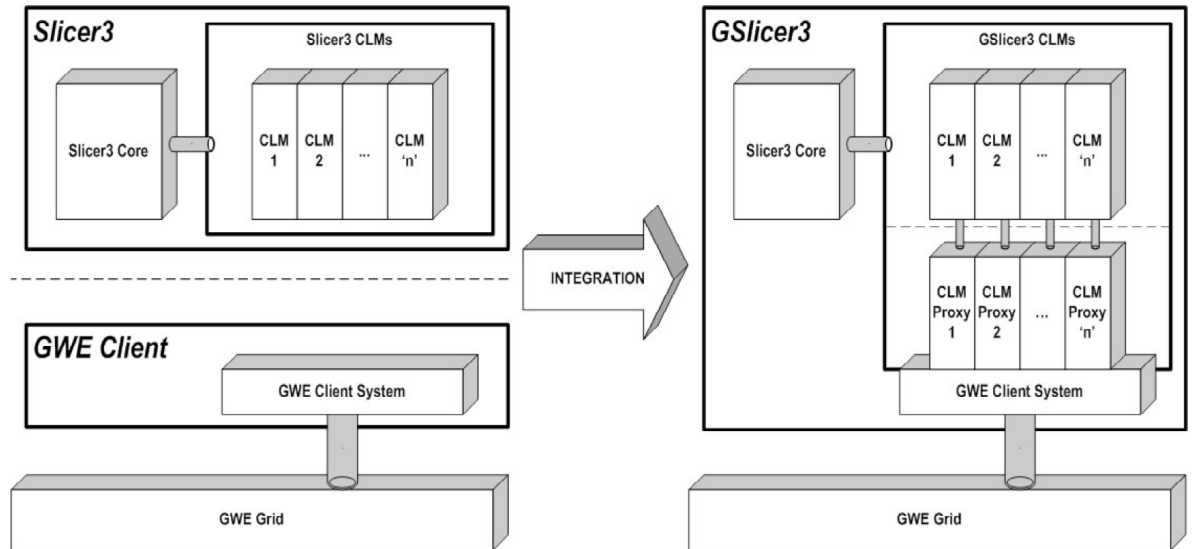 Slicer3
Slicer3 CLMs
Slicer3 Core
CLM
1
CLM
2
...
CLM
‘n’
GWE Client
GWE Client System
GWE Grid
INTEGRATION
GSlicer3
GSlicer3 CLMs
Slicer3 Core
CLM
1
CLM
2
...
CLM
‘n’
CLM
Proxy
1
CLM
Proxy
2
...
CLM
Proxy
‘n’
GWE Client System
GWE Grid